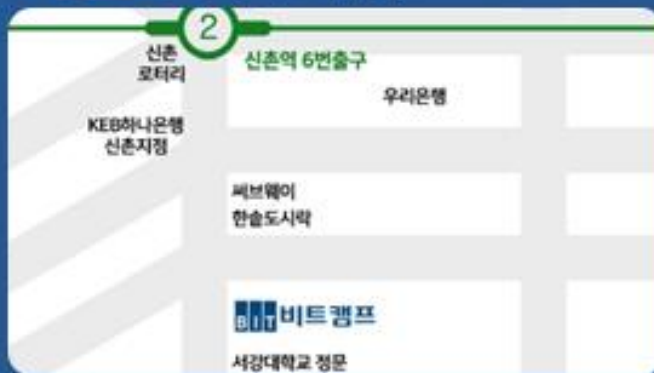 2
신촌
로터리
신촌역 6번출구
우리은행
KEB하나은행
신촌지점
써브웨이
한솥도시락
BIT 비트캠프
서강대학교 정문